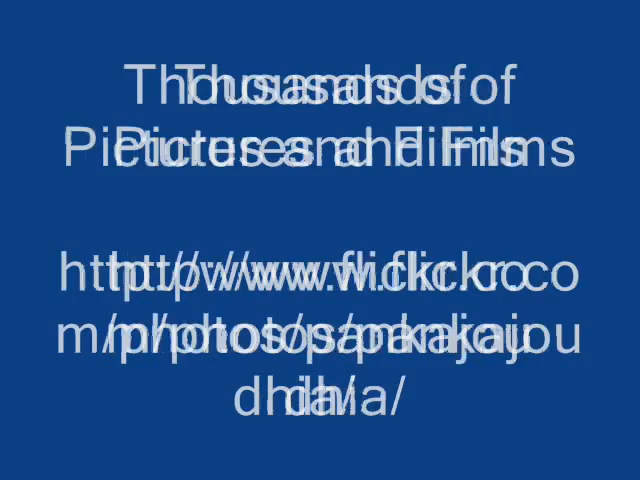 Thousands of
Pictures and Films
http://www.flickr.co
m/photos/pankajou
dhia/